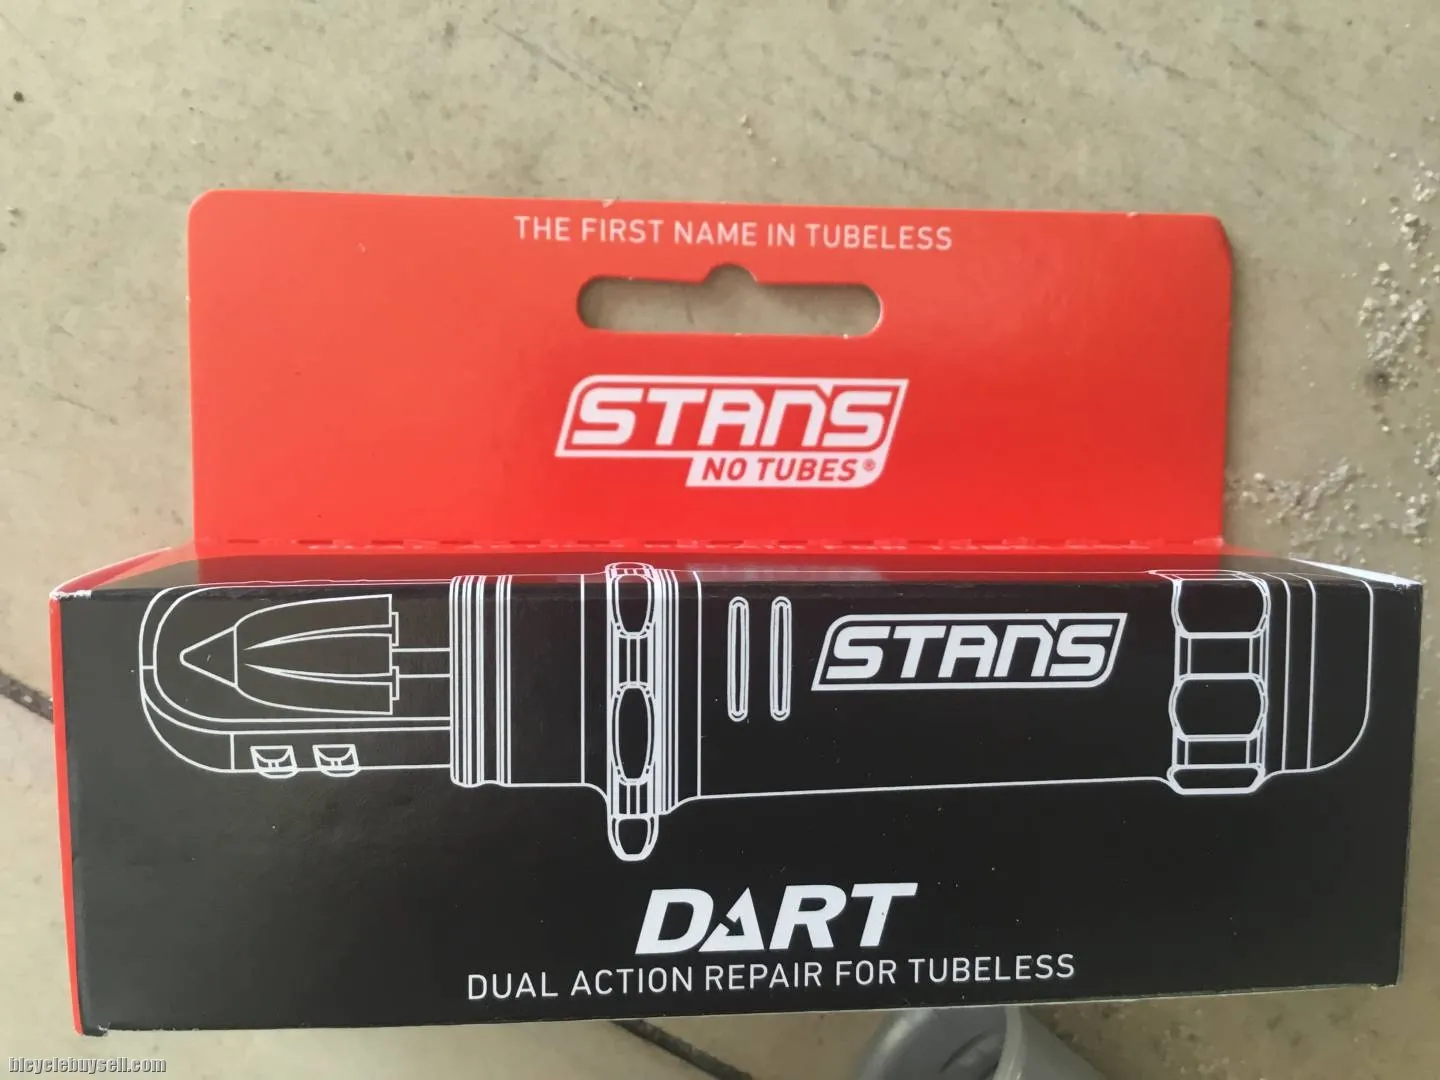 THE FIRST NAME IN TUBELESS
STANS
NO TUBES®
STANS
DART
DUAL ACTION REPAIR FOR TUBELESS
bicyclebuysell.com